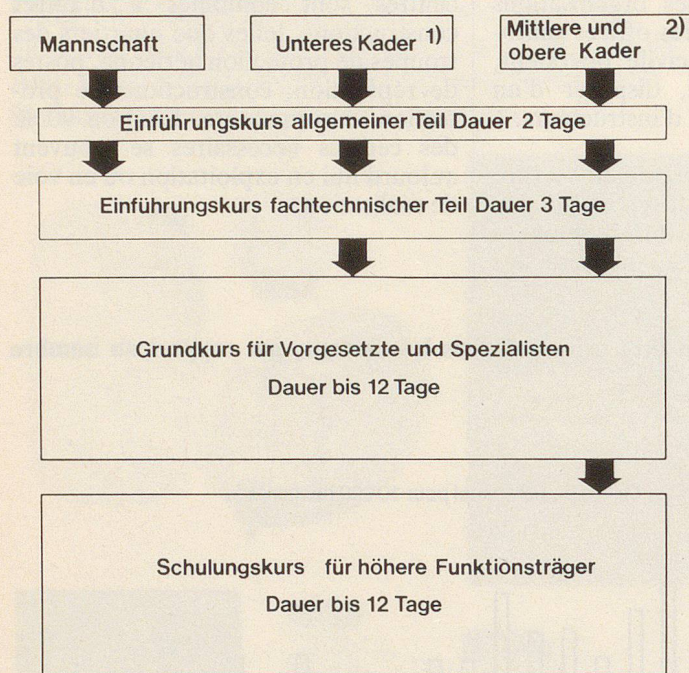 Mannschaft
Unteres Kader 1)
Mittlere und 2)
obere Kader
Einführungskurs allgemeiner Teil Dauer 2 Tage
Einführungskurs fachtechnischer Teil Dauer 3 Tage
Grundkurs für Vorgesetzte und Spezialisten
Dauer bis 12 Tage
Schulungskurs für höhere Funktionsträger
Dauer bis 12 Tage